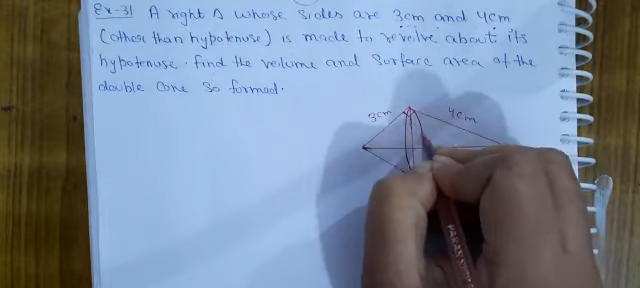 Ex-31 A right Δ whose sides are 3cm and 4cm
(other than hypotenuse) is made to revolve about its
hypotenuse. Find the volume and Surface area of the
double Cone So formed.
3cm 4cm